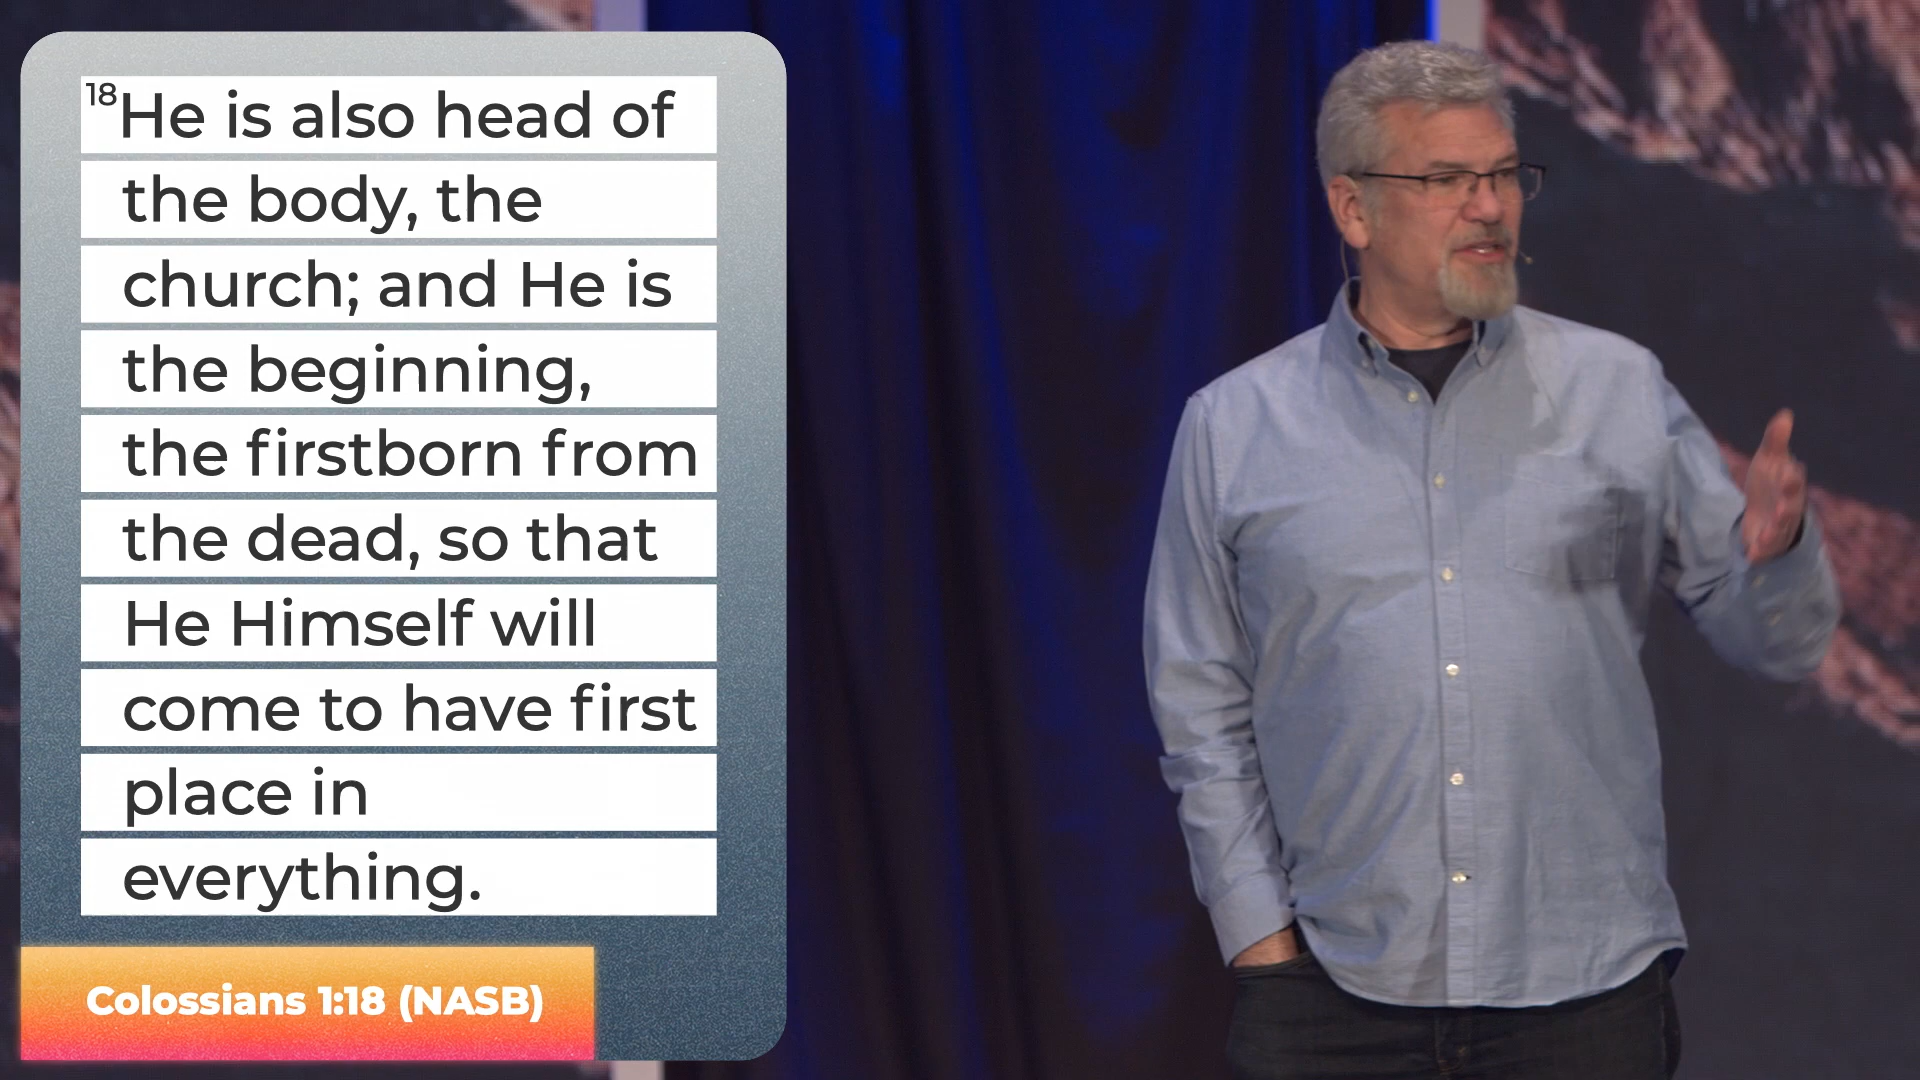 18He is also head of
the body, the
church; and He is
the beginning,
the firstborn from
the dead, so that
He Himself will
come to have first
place in
everything.
Colossians 1:18 (NASB)